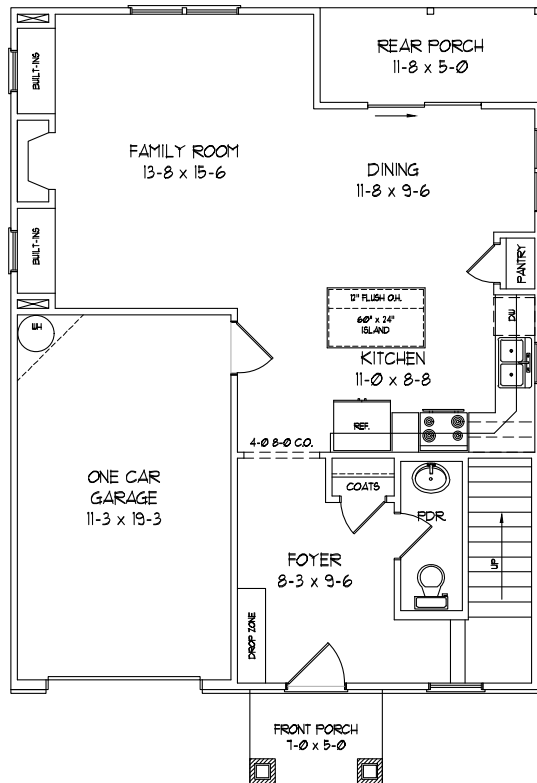 REAR PORCH
11-8 x 5-0
BUILT-INS
FAMILY ROOM
13-8 x 15-6
DINING
11-8 x 9-6
BUILT-INS
PANTRY
12" FLUSH O.H.
60" x 24"
ISLAND
DW
WH
KITCHEN
11-0 x 8-8
REF.
4-0 8-0 C.O.
ONE CAR
GARAGE
11-3 x 19-3
COATS
PDR
FOYER
8-3 x 9-6
UP
DROP ZONE
FRONT PORCH
7-0 x 5-0